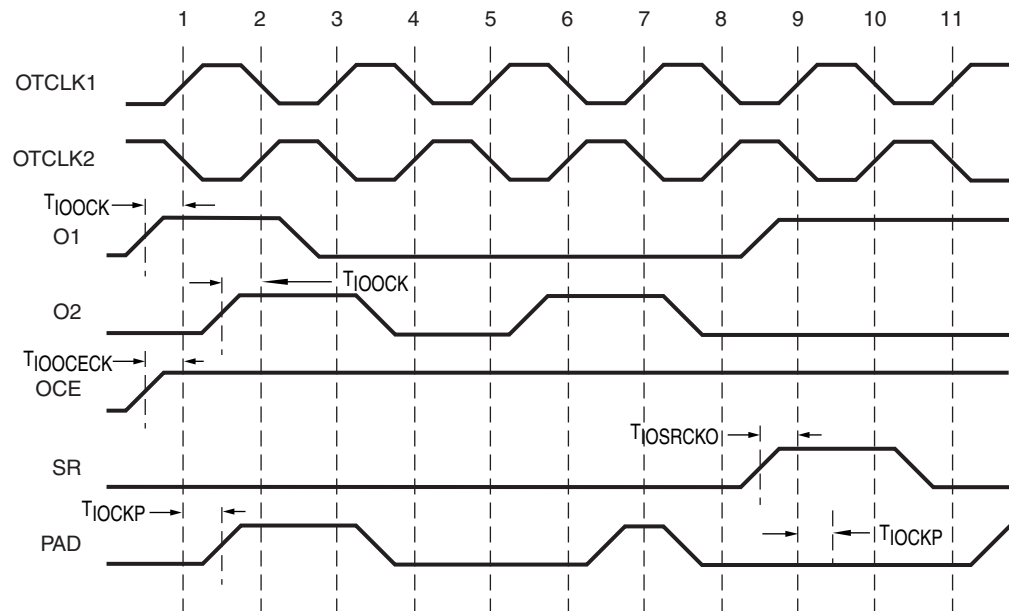 1 2 3 4 5 6 7 8 9 10 11
OTCLK1
OTCLK2
TIOOCK
O1
TIOOCK
O2
TIOOCECK
OCE
TIOSRCKO
SR
TIOCKP
PAD
TIOCKP